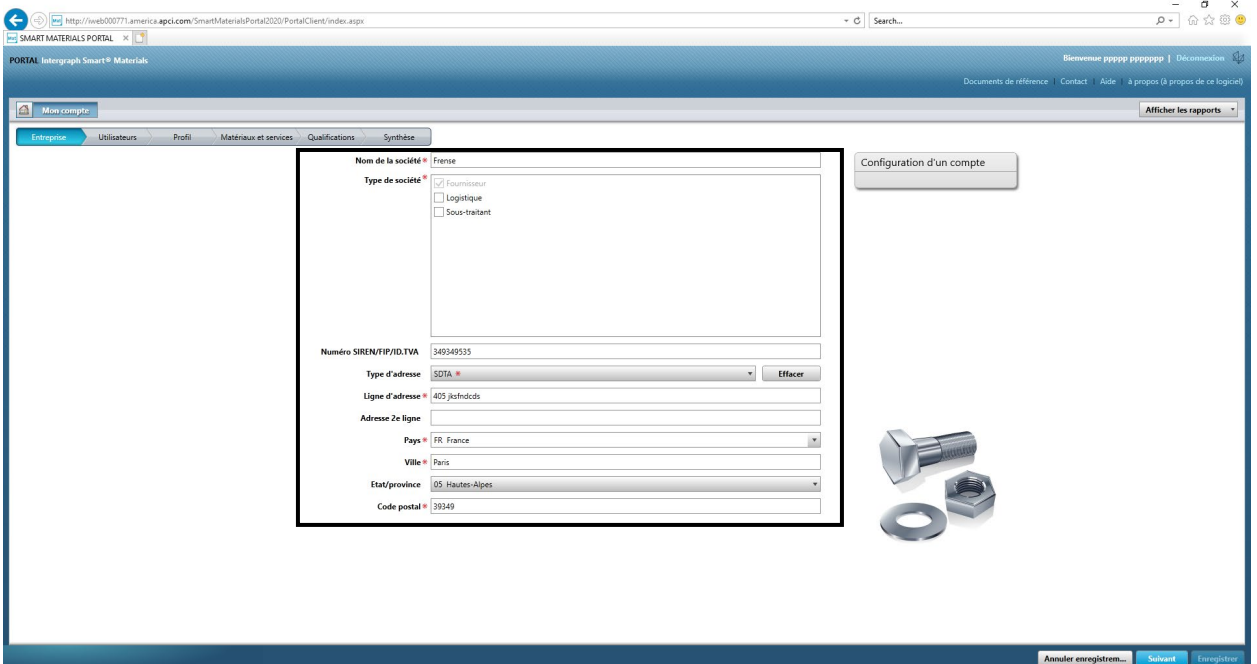 http://iweb000771.america.apci.com/SmartMaterialsPortal2020/PortalClient/index.aspx
Search...
SMART MATERIALS PORTAL
PORTAL Intergraph Smart® Materials
Bienvenue ppppp ppppppp | Déconnexion
Documents de référence | Contact | Aide | à propos (à propos de ce logiciel)
Mon compte
Afficher les rapports
Entreprise Utilisateurs Profil Matériaux et services Qualifications Synthèse
Nom de la société * Frense
Configuration d'un compte
Type de société * Fournisseur
Logistique
Sous-traitant
Numéro SIREN/FIP/ID.TVA 349349535
Type d'adresse SDTA * Effacer
Ligne d'adresse * 405 jksfndcds
Adresse 2e ligne
Pays * FR France
Ville * Paris
Etat/province 05 Hautes-Alpes
Code postal * 39349
Annuler enregistrem... Suivant Enregistrer